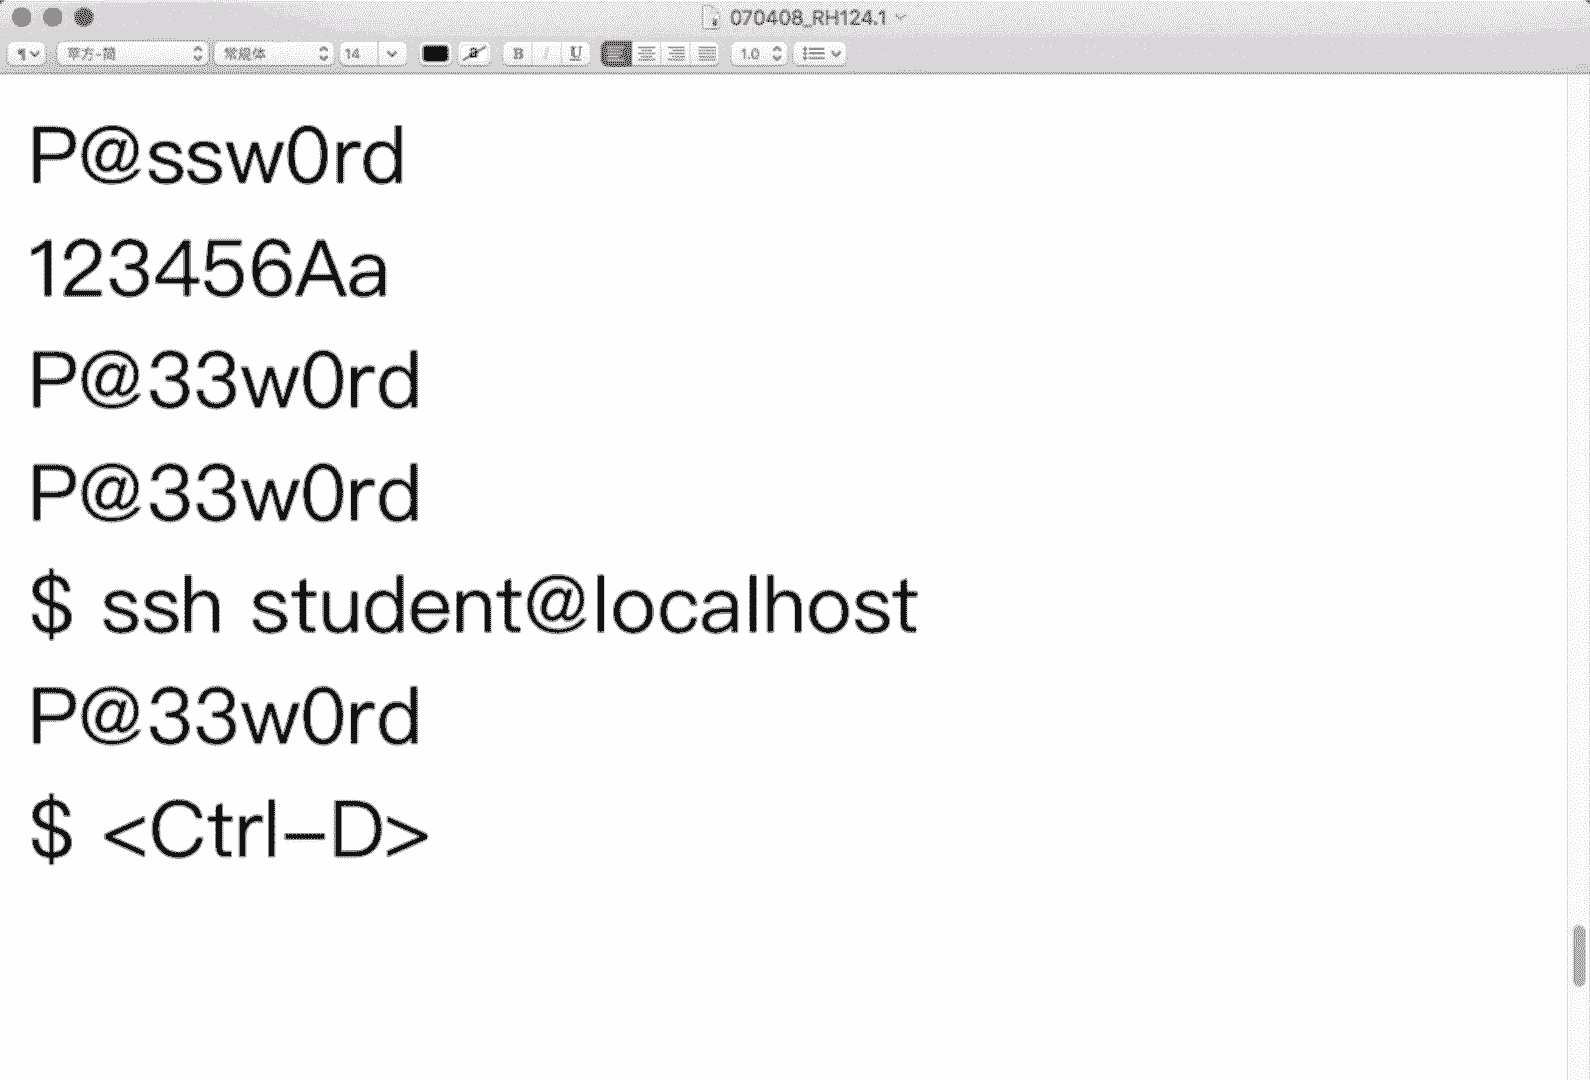 070408_RH124.1
苹方-简 常规体 14 a B I U 1.0
P@ssw0rd
123456Aa
P@33w0rd
P@33w0rd
$ ssh student@localhost
P@33w0rd
$ <Ctrl-D>